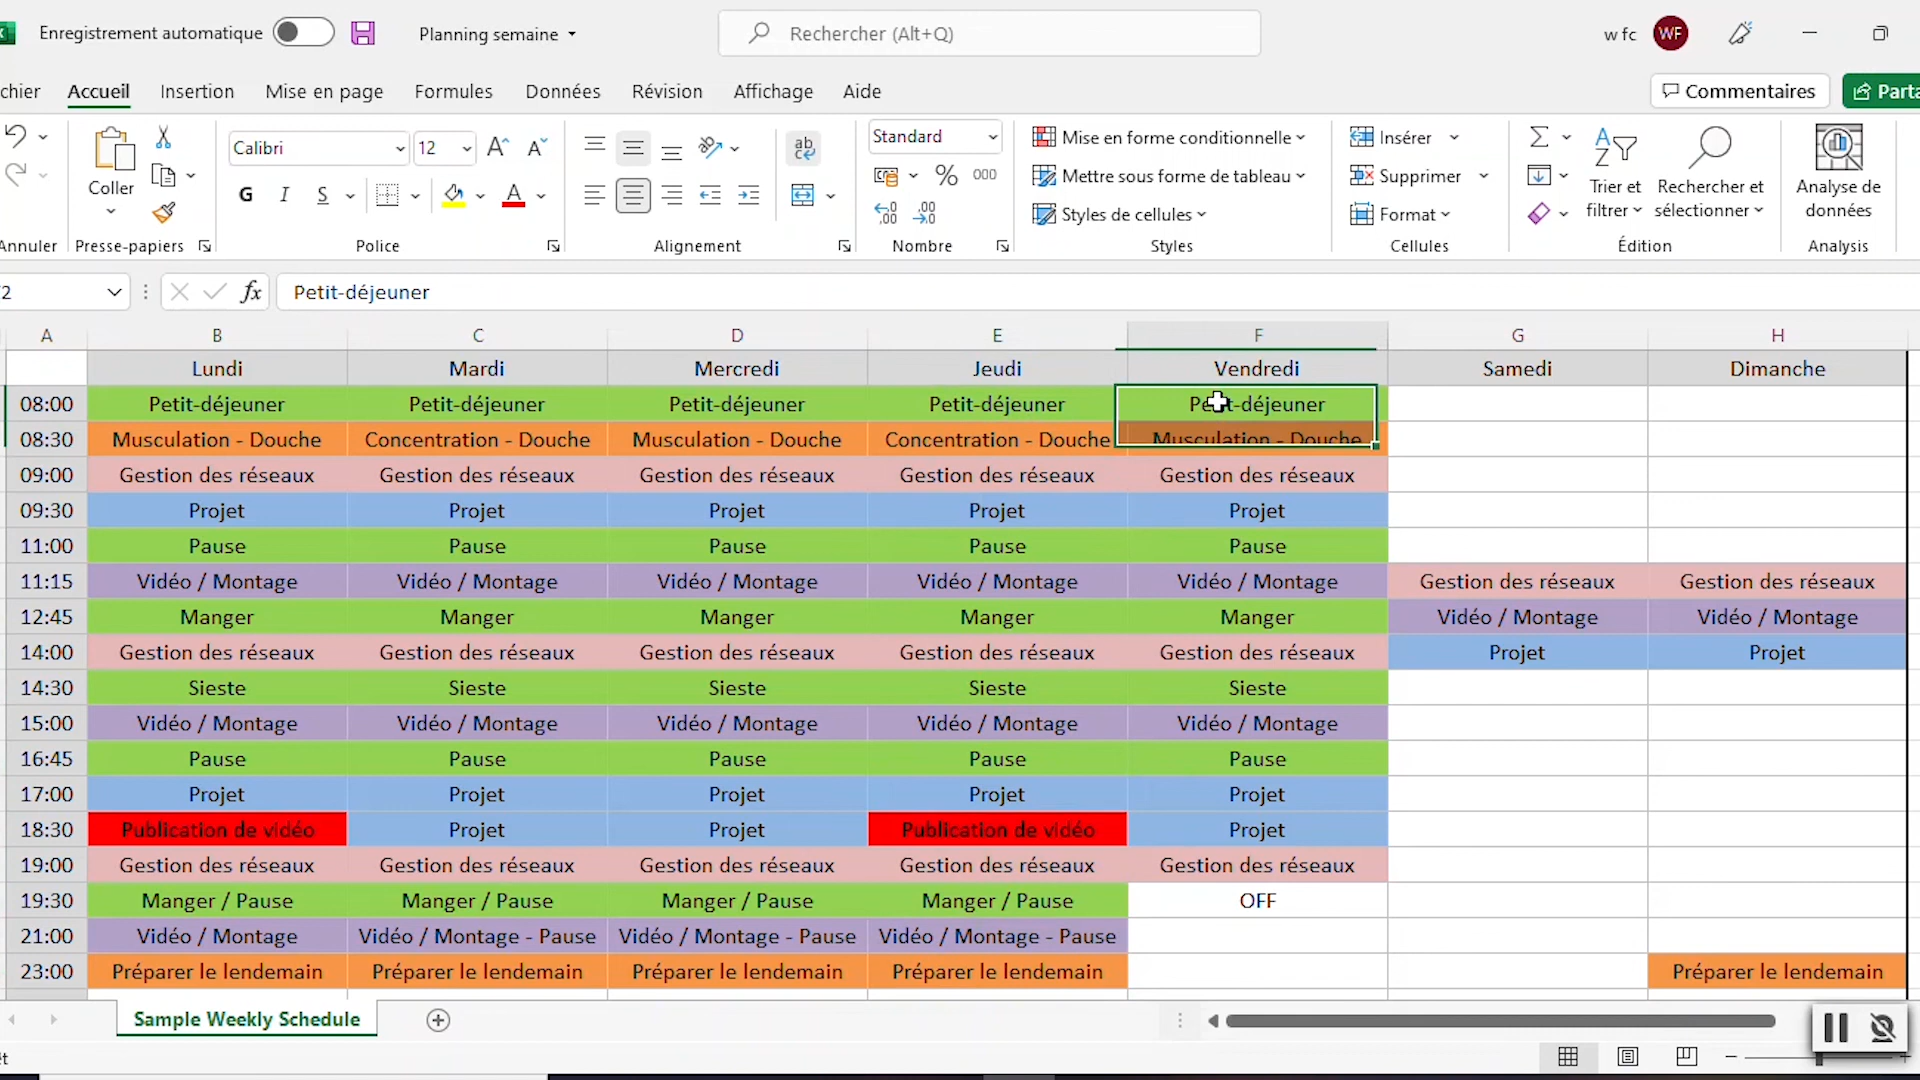 Enregistrement automatique Planning semaine Rechercher (Alt+Q) w fc WF
chier Accueil Insertion Mise en page Formules Données Révision Affichage Aide Commentaires Parta
Coller
Annuler Presse-papiers
Calibri 12
G I S A
Police
ab
Alignement
Standard
% 000
Nombre
Mise en forme conditionnelle
Mettre sous forme de tableau
Styles de cellules
Styles
Insérer
Supprimer
Format
Cellules
Trier et
filtrer
Rechercher et
sélectionner
Édition
Analyse de
données
Analysis
2 fx Petit-déjeuner
A B C D E F G H
Lundi Mardi Mercredi Jeudi Vendredi Samedi Dimanche
08:00 Petit-déjeuner Petit-déjeuner Petit-déjeuner Petit-déjeuner Petit-déjeuner
08:30 Musculation - Douche Concentration - Douche Musculation - Douche Concentration - Douche Musculation - Douche
09:00 Gestion des réseaux Gestion des réseaux Gestion des réseaux Gestion des réseaux Gestion des réseaux
09:30 Projet Projet Projet Projet Projet
11:00 Pause Pause Pause Pause Pause
11:15 Vidéo / Montage Vidéo / Montage Vidéo / Montage Vidéo / Montage Vidéo / Montage Gestion des réseaux Gestion des réseaux
12:45 Manger Manger Manger Manger Manger Vidéo / Montage Vidéo / Montage
14:00 Gestion des réseaux Gestion des réseaux Gestion des réseaux Gestion des réseaux Gestion des réseaux Projet Projet
14:30 Sieste Sieste Sieste Sieste Sieste
15:00 Vidéo / Montage Vidéo / Montage Vidéo / Montage Vidéo / Montage Vidéo / Montage
16:45 Pause Pause Pause Pause Pause
17:00 Projet Projet Projet Projet Projet
18:30 Publication de vidéo Projet Projet Publication de vidéo Projet
19:00 Gestion des réseaux Gestion des réseaux Gestion des réseaux Gestion des réseaux Gestion des réseaux
19:30 Manger / Pause Manger / Pause Manger / Pause Manger / Pause OFF
21:00 Vidéo / Montage Vidéo / Montage - Pause Vidéo / Montage - Pause Vidéo / Montage - Pause
23:00 Préparer le lendemain Préparer le lendemain Préparer le lendemain Préparer le lendemain Préparer le lendemain
Sample Weekly Schedule